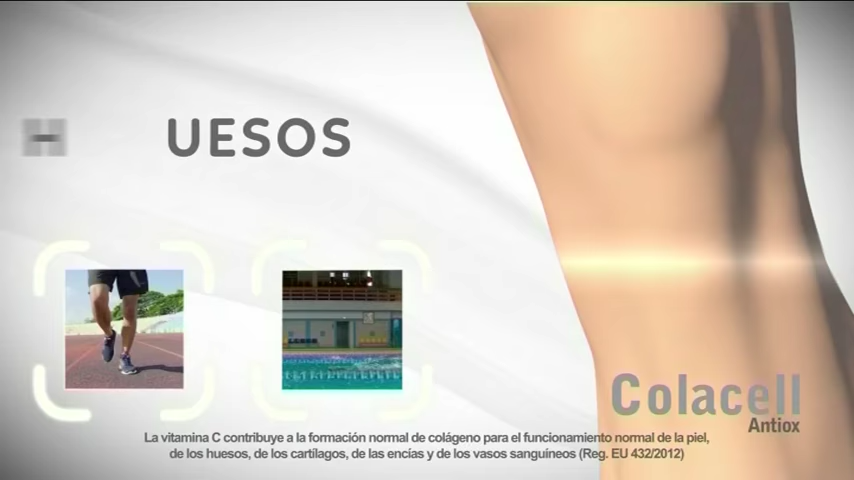 H UESOS
Colacell
Antiox
La vitamina C contribuye a la formación normal de colágeno para el funcionamiento normal de la piel,
de los huesos, de los cartílagos, de las encías y de los vasos sanguíneos (Reg. EU 432/2012)